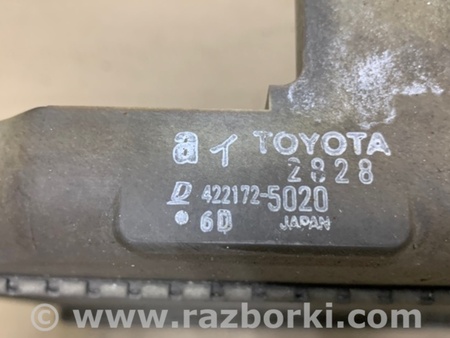 a イ TOYOTA
2828
D 422172-5020
• 6D JAPAN
www.razborki.com